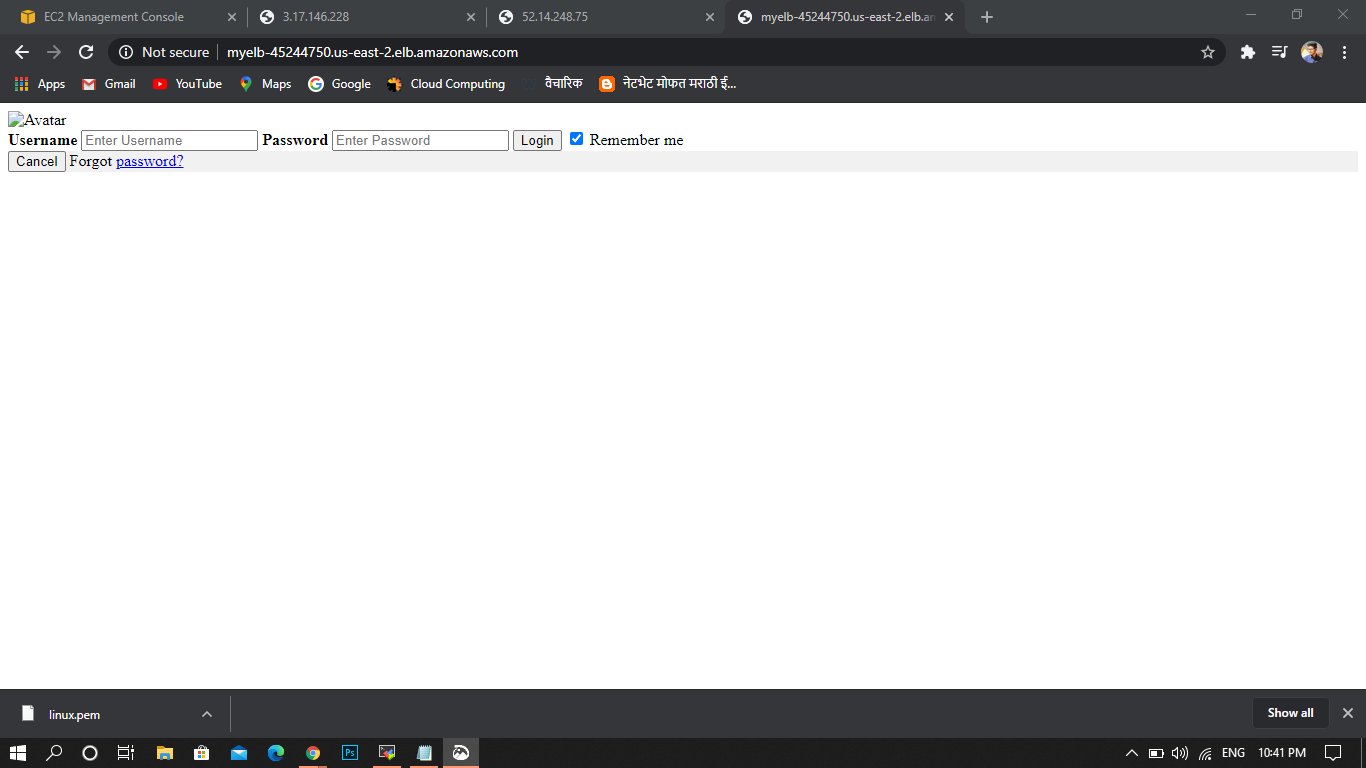 EC2 Management Console
3.17.146.228
52.14.248.75
myelb-45244750.us-east-2.elb.am
Not secure
myelb-45244750.us-east-2.elb.amazonaws.com
Apps
Gmail
YouTube
Maps
Google
Cloud Computing
वैचारिक
नेटभेट मोफत मराठी ई...
Avatar
Username Enter Username Password Enter Password Login Remember me
Cancel Forgot password?
linux.pem
Show all
Ps
ENG
10:41 PM